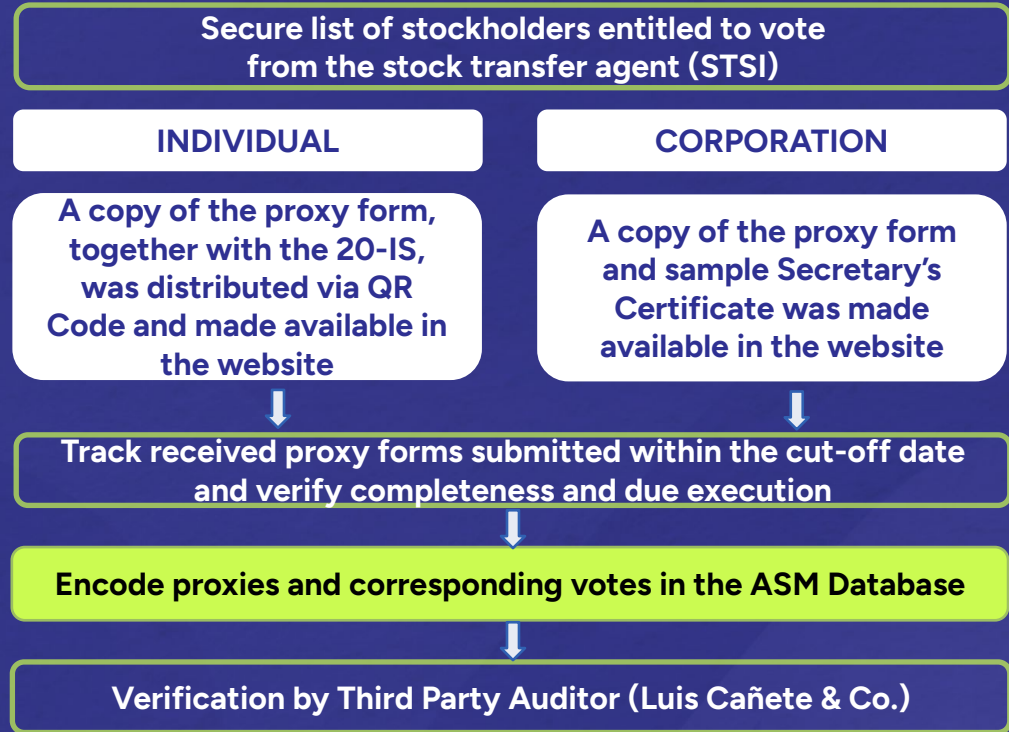 Secure list of stockholders entitled to vote
from the stock transfer agent (STSI)
INDIVIDUAL
A copy of the proxy form,
together with the 20-IS,
was distributed via QR
Code and made available in
the website
CORPORATION
A copy of the proxy form
and sample Secretary’s
Certificate was made
available in the website
Track received proxy forms submitted within the cut-off date
and verify completeness and due execution
Encode proxies and corresponding votes in the ASM Database
Verification by Third Party Auditor (Luis Cañete & Co.)